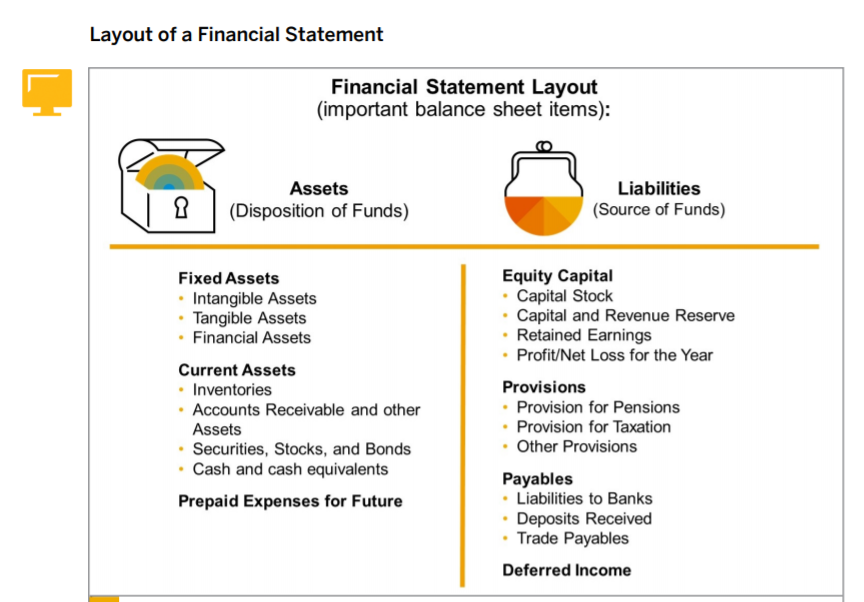 Layout of a Financial Statement
Financial Statement Layout
(important balance sheet items):
Assets
(Disposition of Funds)
Liabilities
(Source of Funds)
Fixed Assets
• Intangible Assets
• Tangible Assets
• Financial Assets
Current Assets
• Inventories
• Accounts Receivable and other
Assets
• Securities, Stocks, and Bonds
• Cash and cash equivalents
Prepaid Expenses for Future
Equity Capital
• Capital Stock
• Capital and Revenue Reserve
• Retained Earnings
• Profit/Net Loss for the Year
Provisions
• Provision for Pensions
• Provision for Taxation
• Other Provisions
Payables
• Liabilities to Banks
• Deposits Received
• Trade Payables
Deferred Income